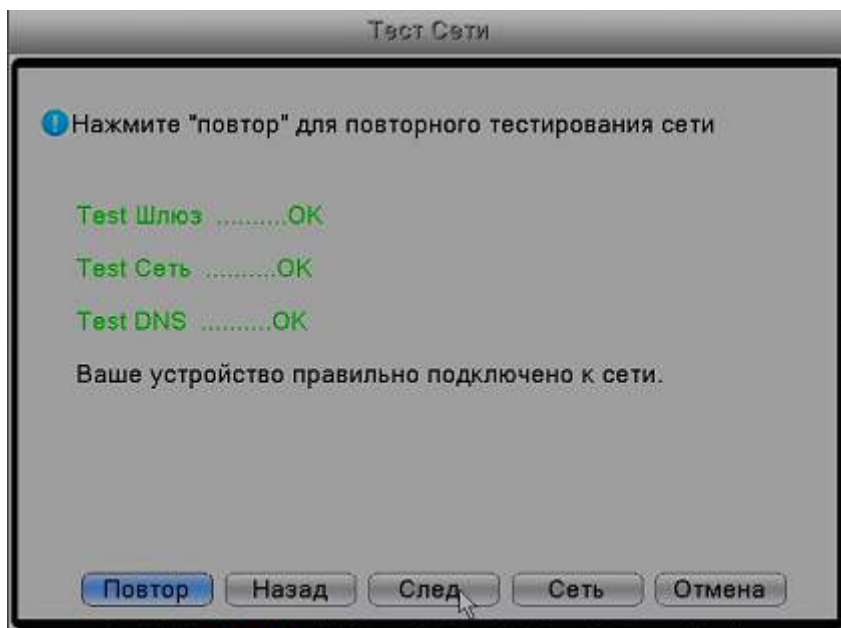 Тест Сети
Нажмите "повтор" для повторного тестирования сети
Test Шлюз ..........OK
Test Сеть ..........OK
Test DNS ..........OK
Ваше устройство правильно подключено к сети.
Повтор Назад След Сеть Отмена